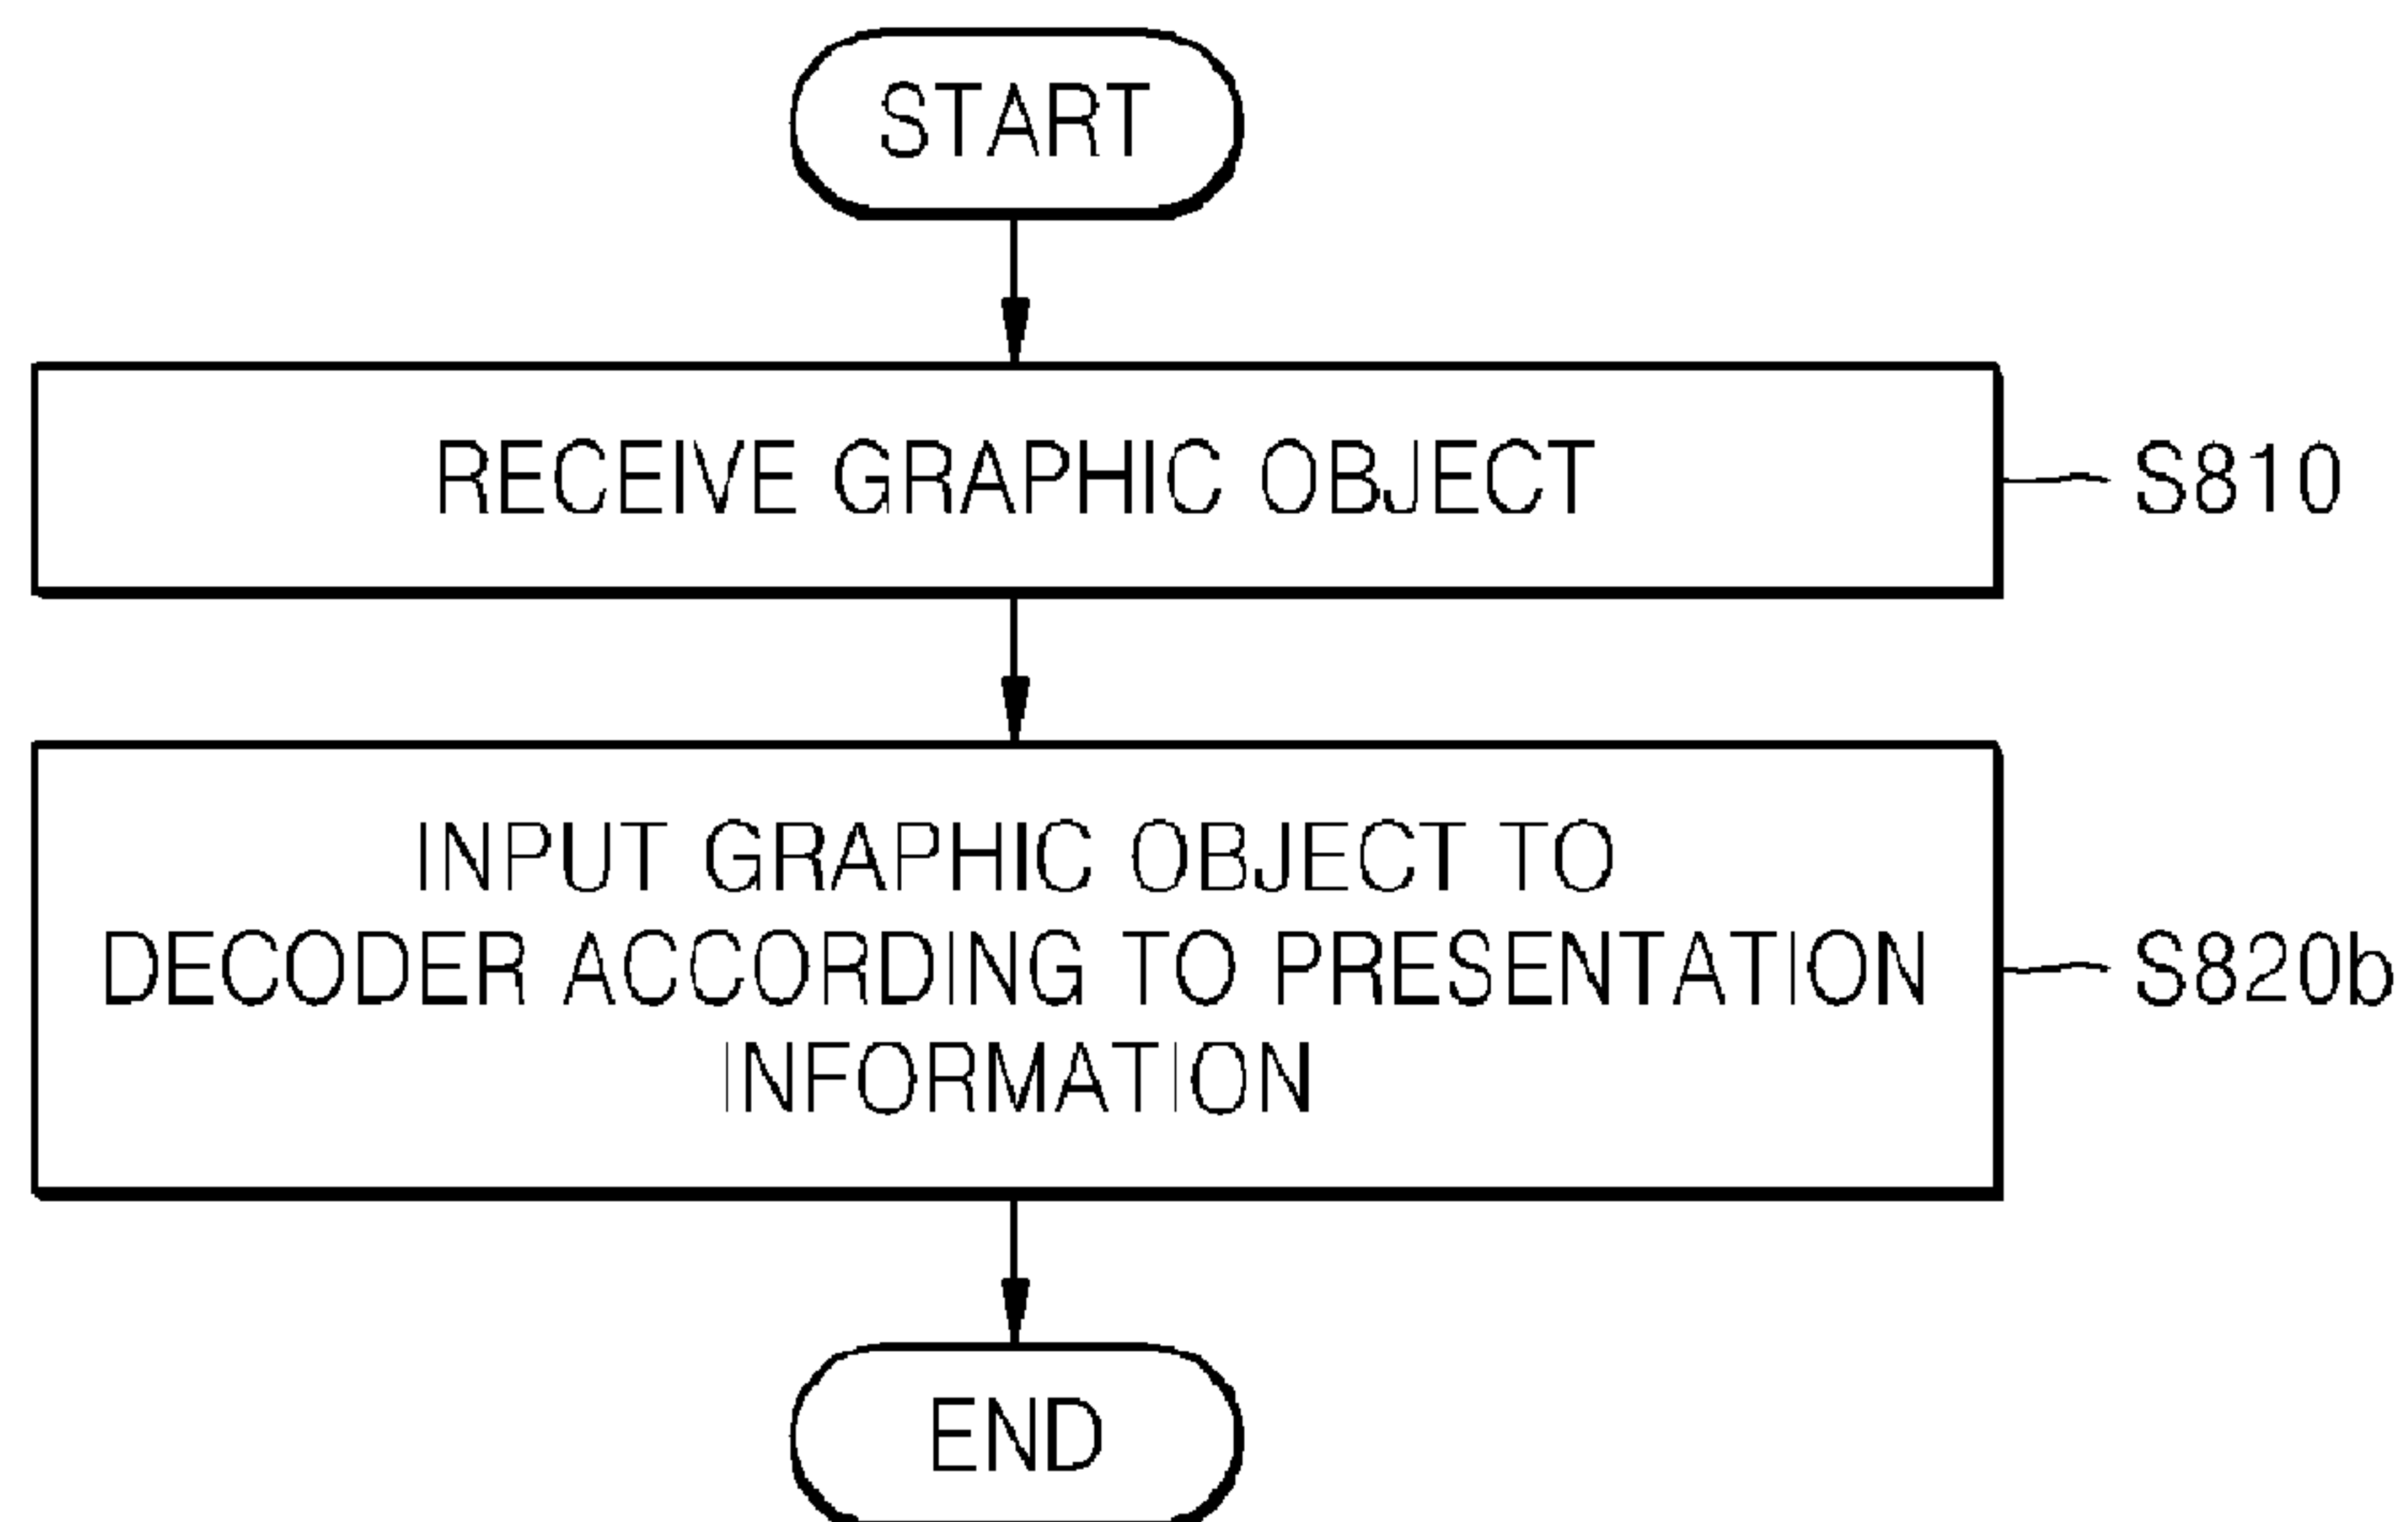 START
RECEIVE GRAPHIC OBJECT
S810
INPUT GRAPHIC OBJECT TO
DECODER ACCORDING TO PRESENTATION
INFORMATION
S820b
END